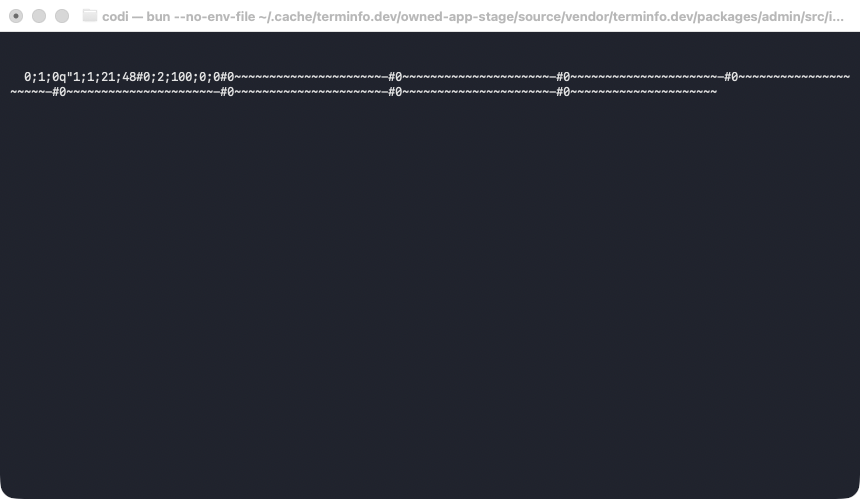 codi — bun --no-env-file ~/.cache/terminfo.dev/owned-app-stage/source/vendor/terminfo.dev/packages/admin/src/i...
0;1;0q"1;1;21;48#0;2;100;0;0#0~~~~~~~~~~~~~~~~~~~~~-#0~~~~~~~~~~~~~~~~~~~~~-#0~~~~~~~~~~~~~~~~~~~~~-#0~~~~~~~~~~~~~~~~
~~~~~-#0~~~~~~~~~~~~~~~~~~~~~-#0~~~~~~~~~~~~~~~~~~~~~-#0~~~~~~~~~~~~~~~~~~~~~-#0~~~~~~~~~~~~~~~~~~~~~